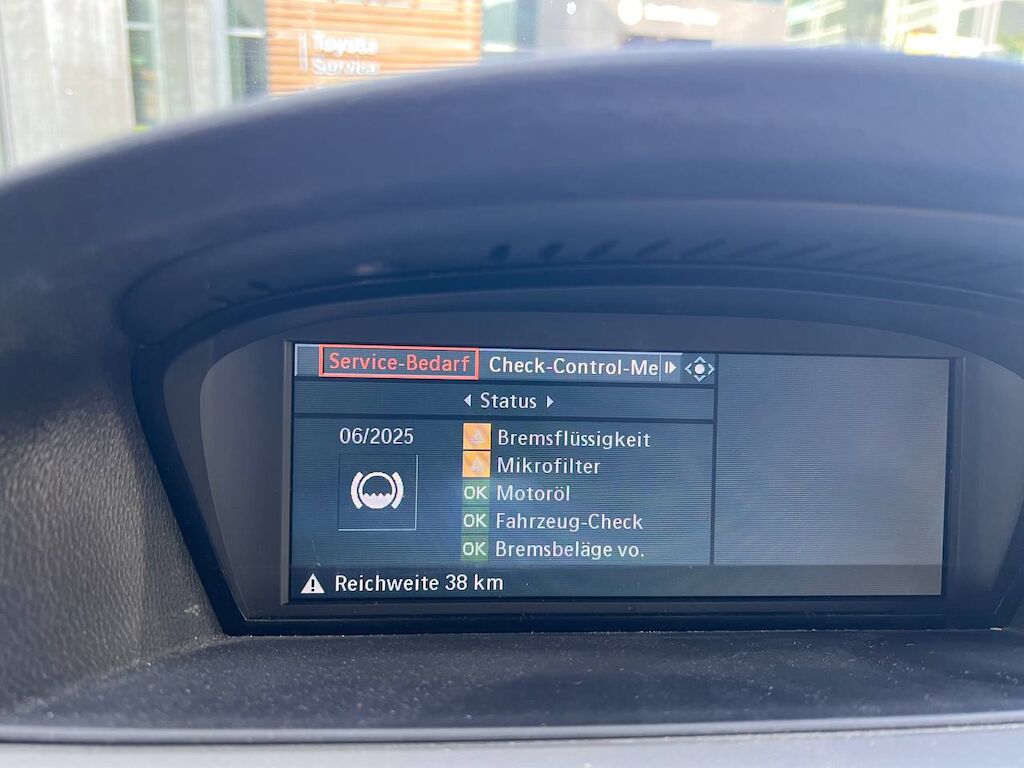 Toyota
Service
Service-Bedarf Check-Control-Me
Status
06/2025
Bremsflüssigkeit
Mikrofilter
OK Motoröl
OK Fahrzeug-Check
OK Bremsbeläge vo.
Reichweite 38 km